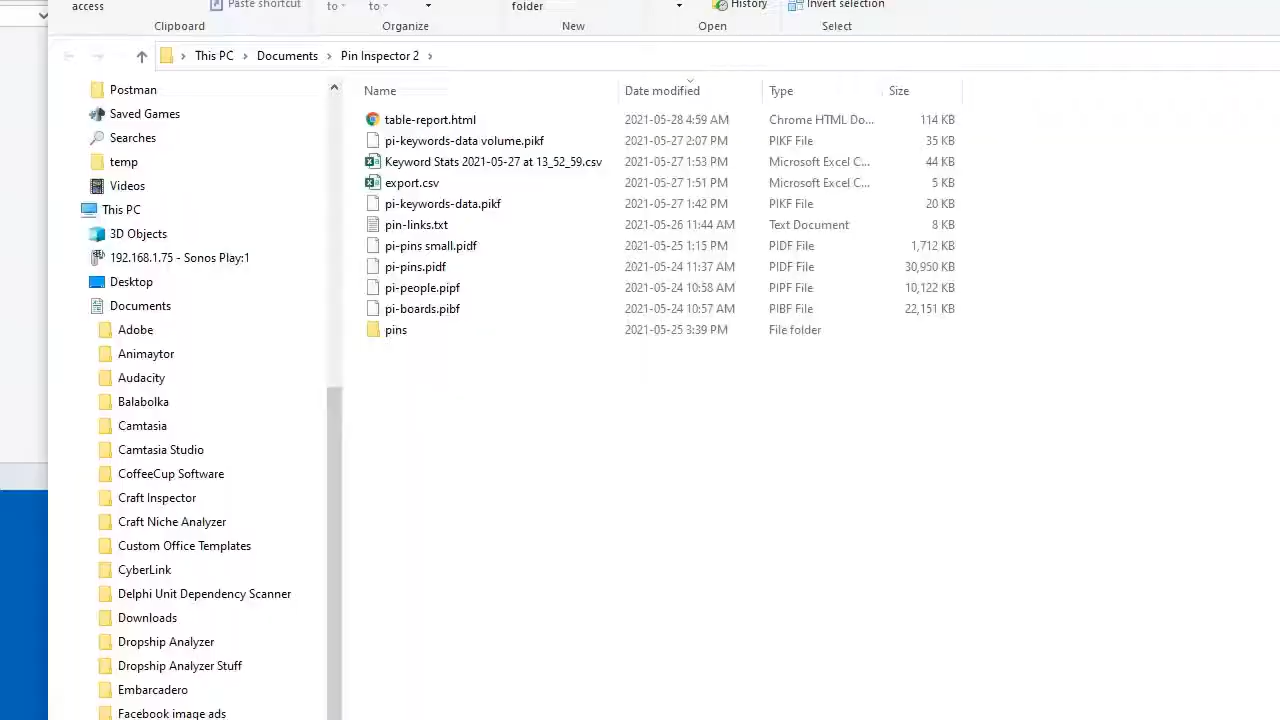 access
Paste shortcut
to
to
folder
History
Invert selection
Clipboard
Organize
New
Open
Select
This PC > Documents > Pin Inspector 2 >
Postman
Saved Games
Searches
temp
Videos
This PC
3D Objects
192.168.1.75 - Sonos Play:1
Desktop
Documents
Adobe
Animaytor
Audacity
Balabolka
Camtasia
Camtasia Studio
CoffeeCup Software
Craft Inspector
Craft Niche Analyzer
Custom Office Templates
CyberLink
Delphi Unit Dependency Scanner
Downloads
Dropship Analyzer
Dropship Analyzer Stuff
Embarcadero
Facebook image ads
Name Date modified Type Size
table-report.html 2021-05-28 4:59 AM Chrome HTML Do... 114 KB
pi-keywords-data volume.pikf 2021-05-27 2:07 PM PIKF File 35 KB
Keyword Stats 2021-05-27 at 13_52_59.csv 2021-05-27 1:53 PM Microsoft Excel C... 44 KB
export.csv 2021-05-27 1:51 PM Microsoft Excel C... 5 KB
pi-keywords-data.pikf 2021-05-27 1:42 PM PIKF File 20 KB
pin-links.txt 2021-05-26 11:44 AM Text Document 8 KB
pi-pins small.pidf 2021-05-25 1:15 PM PIDF File 1,712 KB
pi-pins.pidf 2021-05-24 11:37 AM PIDF File 30,950 KB
pi-people.pipf 2021-05-24 10:58 AM PIPF File 10,122 KB
pi-boards.pibf 2021-05-24 10:57 AM PIBF File 22,151 KB
pins 2021-05-25 3:39 PM File folder